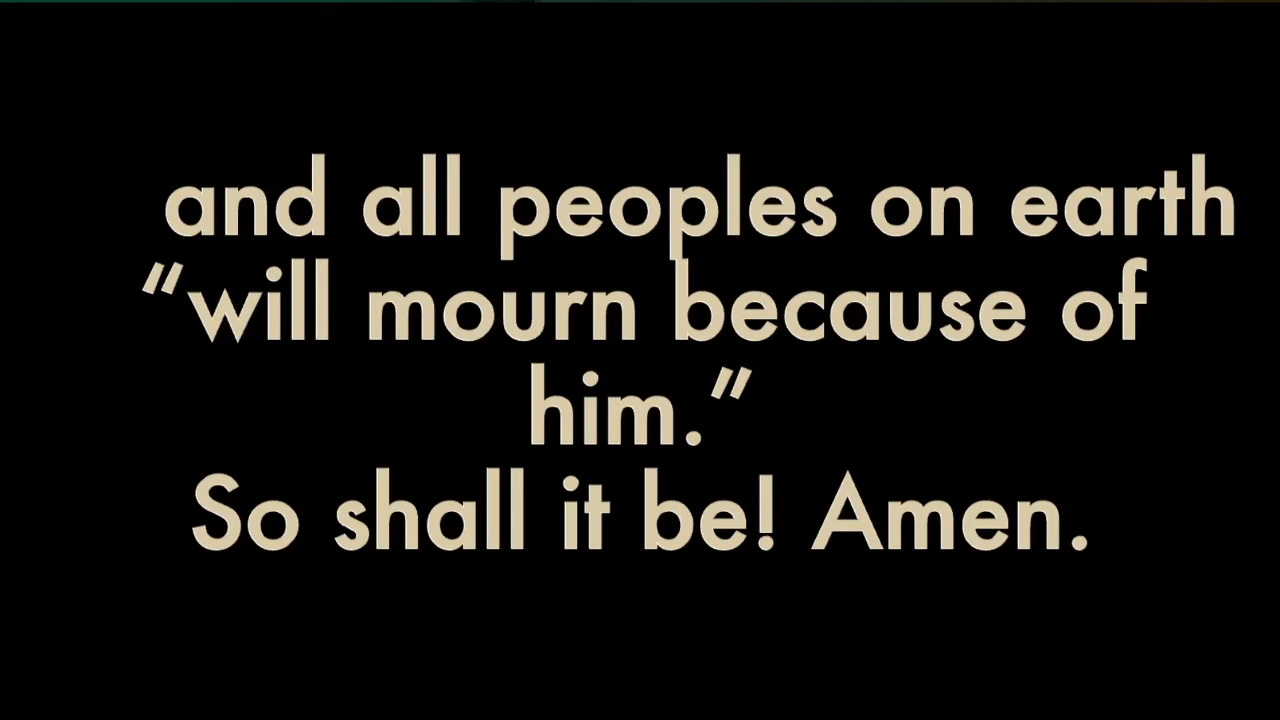 and all peoples on earth
“will mourn because of
him.”
So shall it be! Amen.